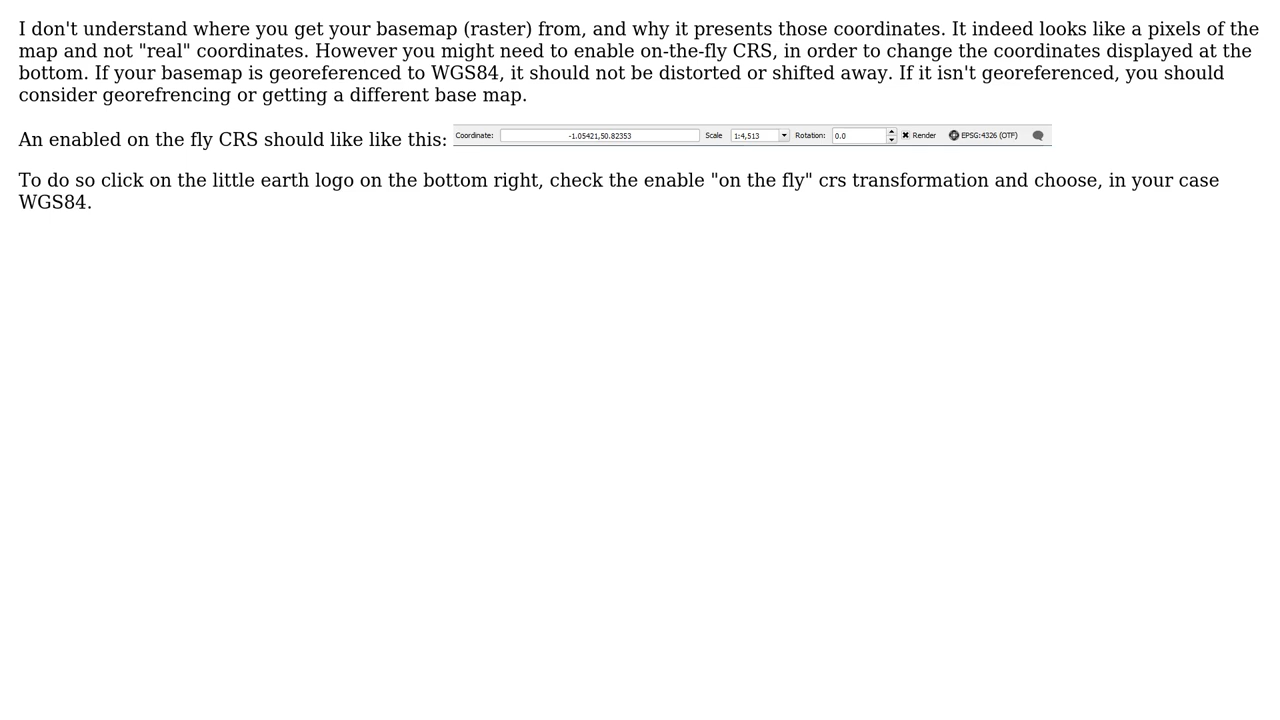 I don't understand where you get your basemap (raster) from, and why it presents those coordinates. It indeed looks like a pixels of the
map and not "real" coordinates. However you might need to enable on-the-fly CRS, in order to change the coordinates displayed at the
bottom. If your basemap is georeferenced to WGS84, it should not be distorted or shifted away. If it isn't georeferenced, you should
consider georefrencing or getting a different base map.
An enabled on the fly CRS should like like this: Coordinate: -1.05421,50.82353 Scale 1:4,513 Rotation: 0.0 Render EPSG:4326 (OTF)
To do so click on the little earth logo on the bottom right, check the enable "on the fly" crs transformation and choose, in your case
WGS84.